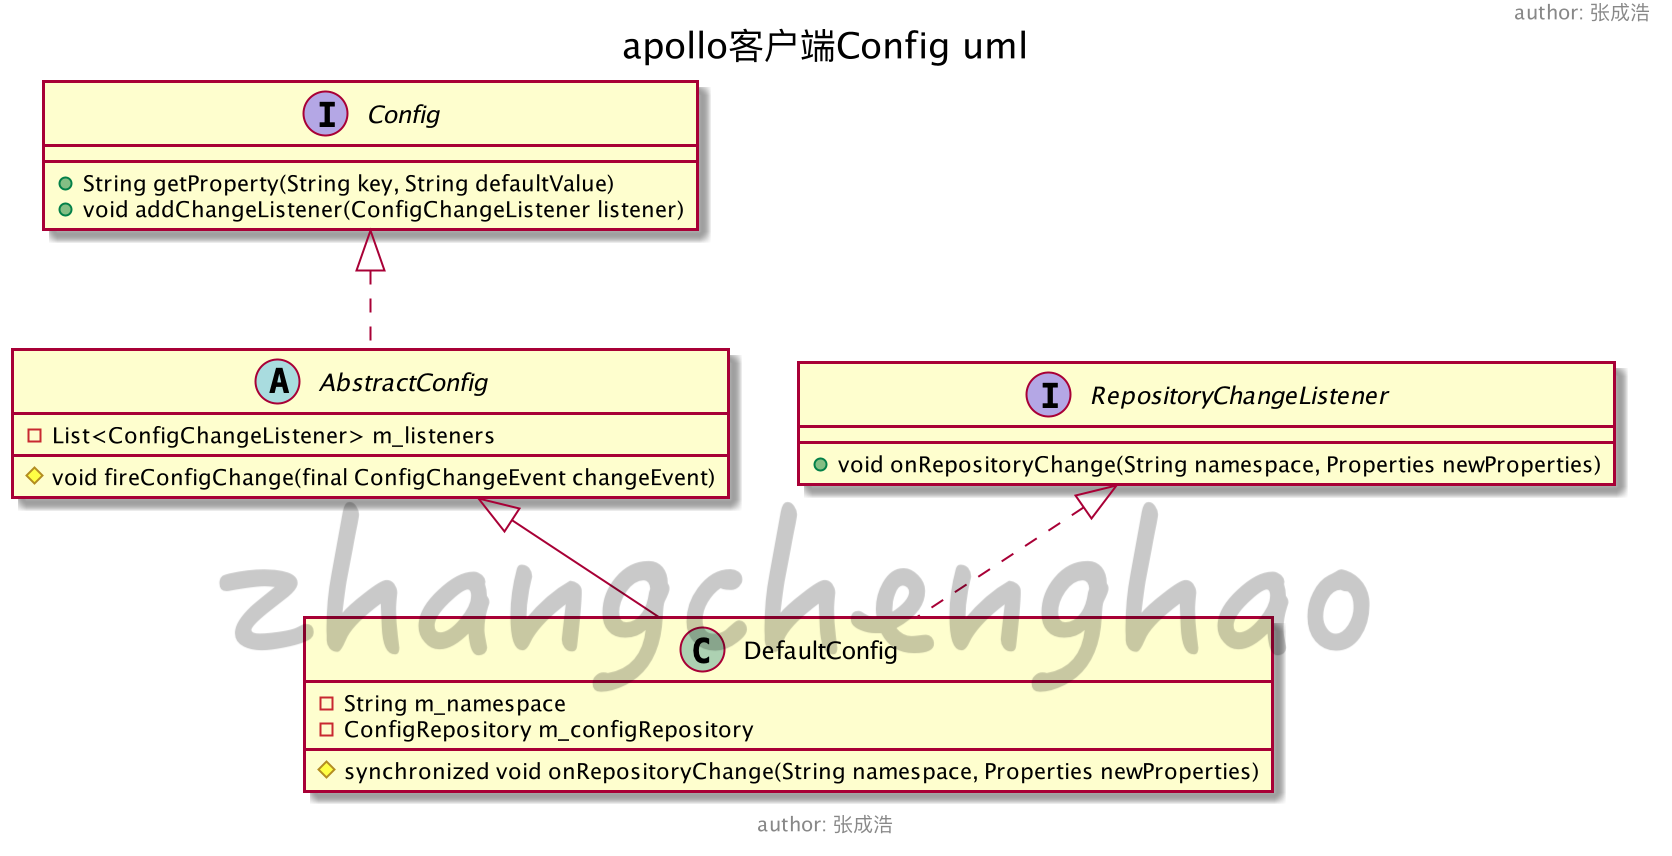 author: 张成浩
apollo客户端Config uml
I Config
String getProperty(String key, String defaultValue)
void addChangeListener(ConfigChangeListener listener)
A AbstractConfig
List<ConfigChangeListener> m_listeners
void fireConfigChange(final ConfigChangeEvent changeEvent)
I RepositoryChangeListener
void onRepositoryChange(String namespace, Properties newProperties)
zhangchenghao
C DefaultConfig
String m_namespace
ConfigRepository m_configRepository
synchronized void onRepositoryChange(String namespace, Properties newProperties)
author: 张成浩